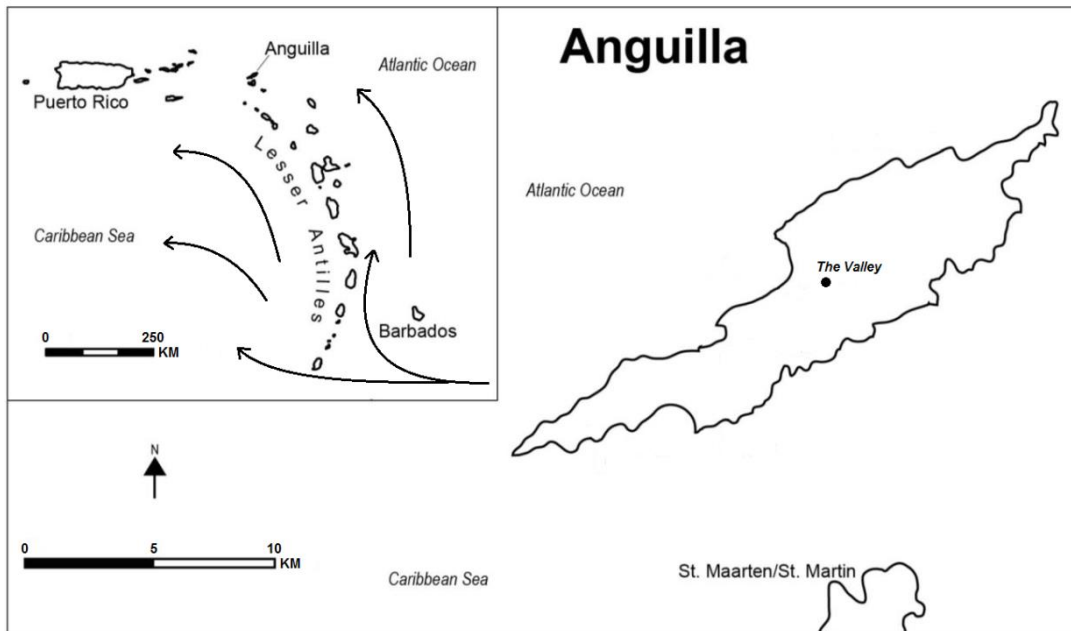 Anguilla
Anguilla
Atlantic Ocean
Puerto Rico
Lesser Antilles
Caribbean Sea
Barbados
0 250
KM
Atlantic Ocean
The Valley
N
0 5 10
KM
Caribbean Sea
St. Maarten/St. Martin